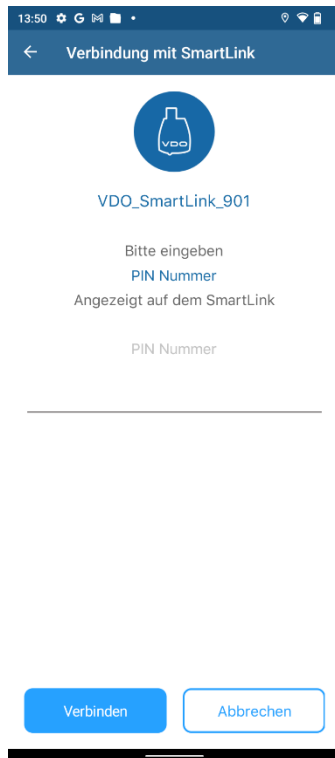 13:50 G M
Verbindung mit SmartLink
VDO
VDO_SmartLink_901
Bitte eingeben
PIN Nummer
Angezeigt auf dem SmartLink
PIN Nummer
Verbinden
Abbrechen